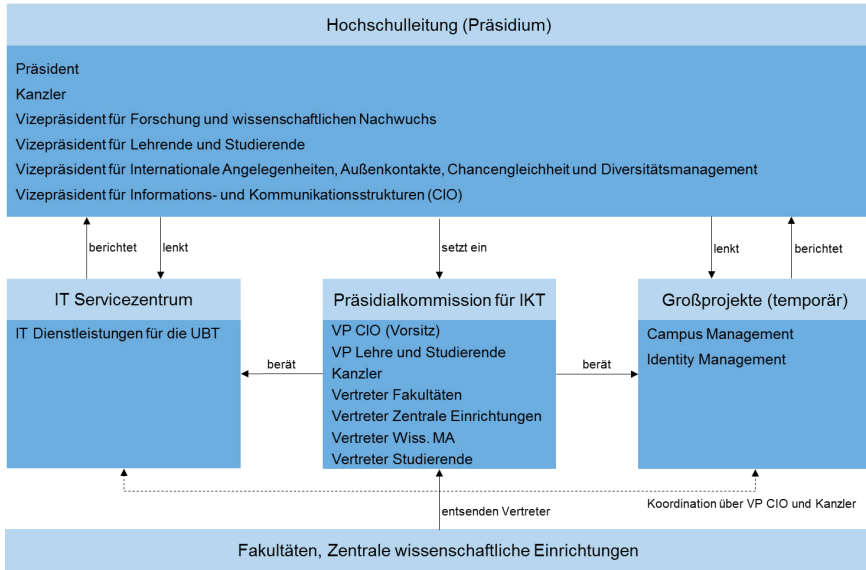 Hochschulleitung (Präsidium)
Präsident
Kanzler
Vizepräsident für Forschung und wissenschaftlichen Nachwuchs
Vizepräsident für Lehrende und Studierende
Vizepräsident für Internationale Angelegenheiten, Außenkontakte, Chancengleichheit und Diversitätsmanagement
Vizepräsident für Informations- und Kommunikationsstrukturen (CIO)
berichtet
lenkt
setzt ein
lenkt
berichtet
IT Servicezentrum
IT Dienstleistungen für die UBT
berät
Präsidialkommission für IKT
VP CIO (Vorsitz)
VP Lehre und Studierende
Kanzler
Vertreter Fakultäten
Vertreter Zentrale Einrichtungen
Vertreter Wiss. MA
Vertreter Studierende
berät
Großprojekte (temporär)
Campus Management
Identity Management
entsenden Vertreter
Koordination über VP CIO und Kanzler
Fakultäten, Zentrale wissenschaftliche Einrichtungen